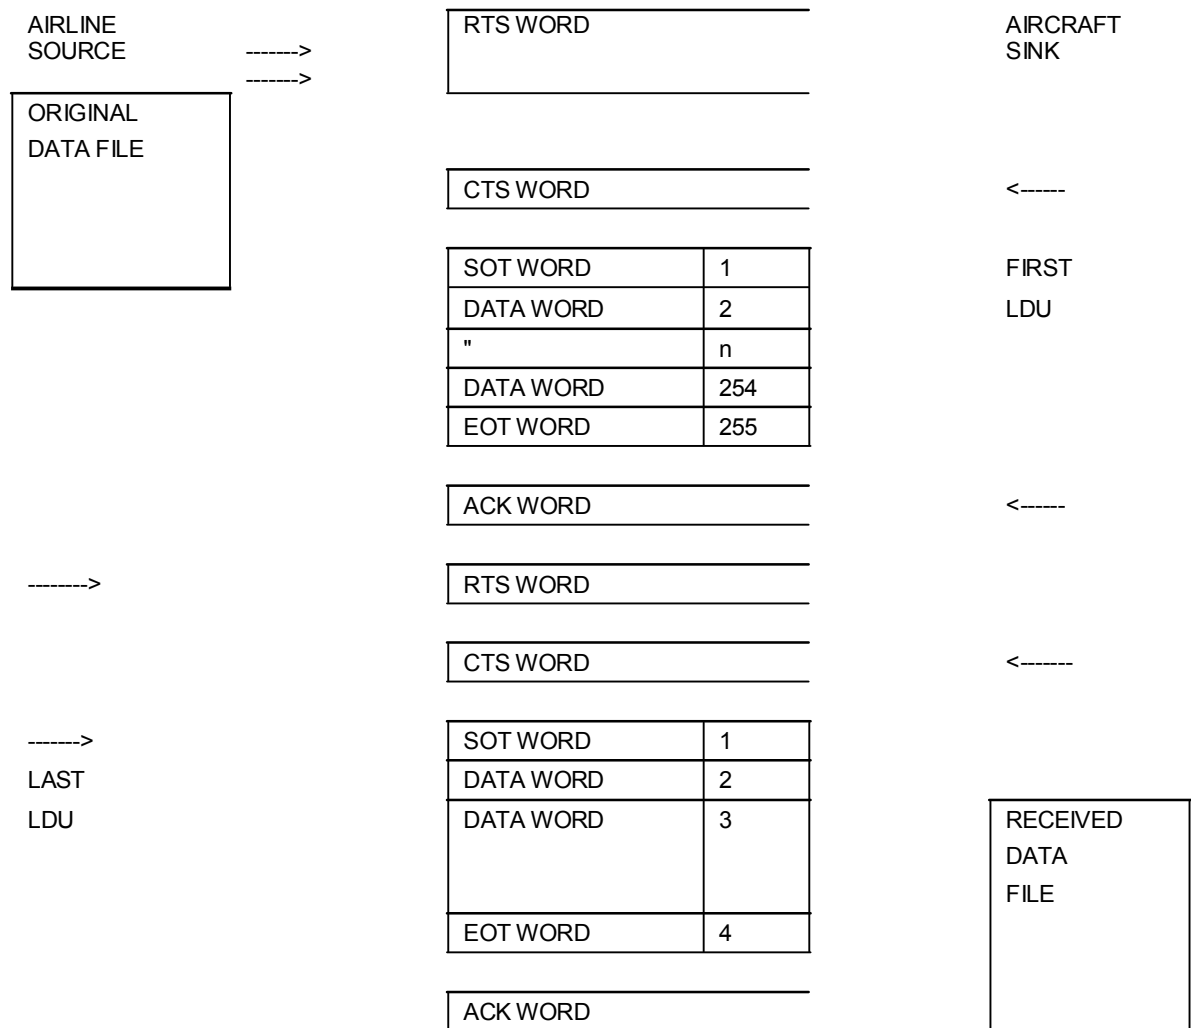 AIRLINE RTS WORD AIRCRAFT
SOURCE -------> SINK
------->
ORIGINAL
DATA FILE
CTS WORD <------
SOT WORD 1 FIRST
DATA WORD 2 LDU
" n
DATA WORD 254
EOT WORD 255
ACK WORD <------
--------> RTS WORD
CTS WORD <-------
-------> SOT WORD 1
LAST DATA WORD 2
LDU DATA WORD 3 RECEIVED
DATA
FILE
EOT WORD 4
ACK WORD